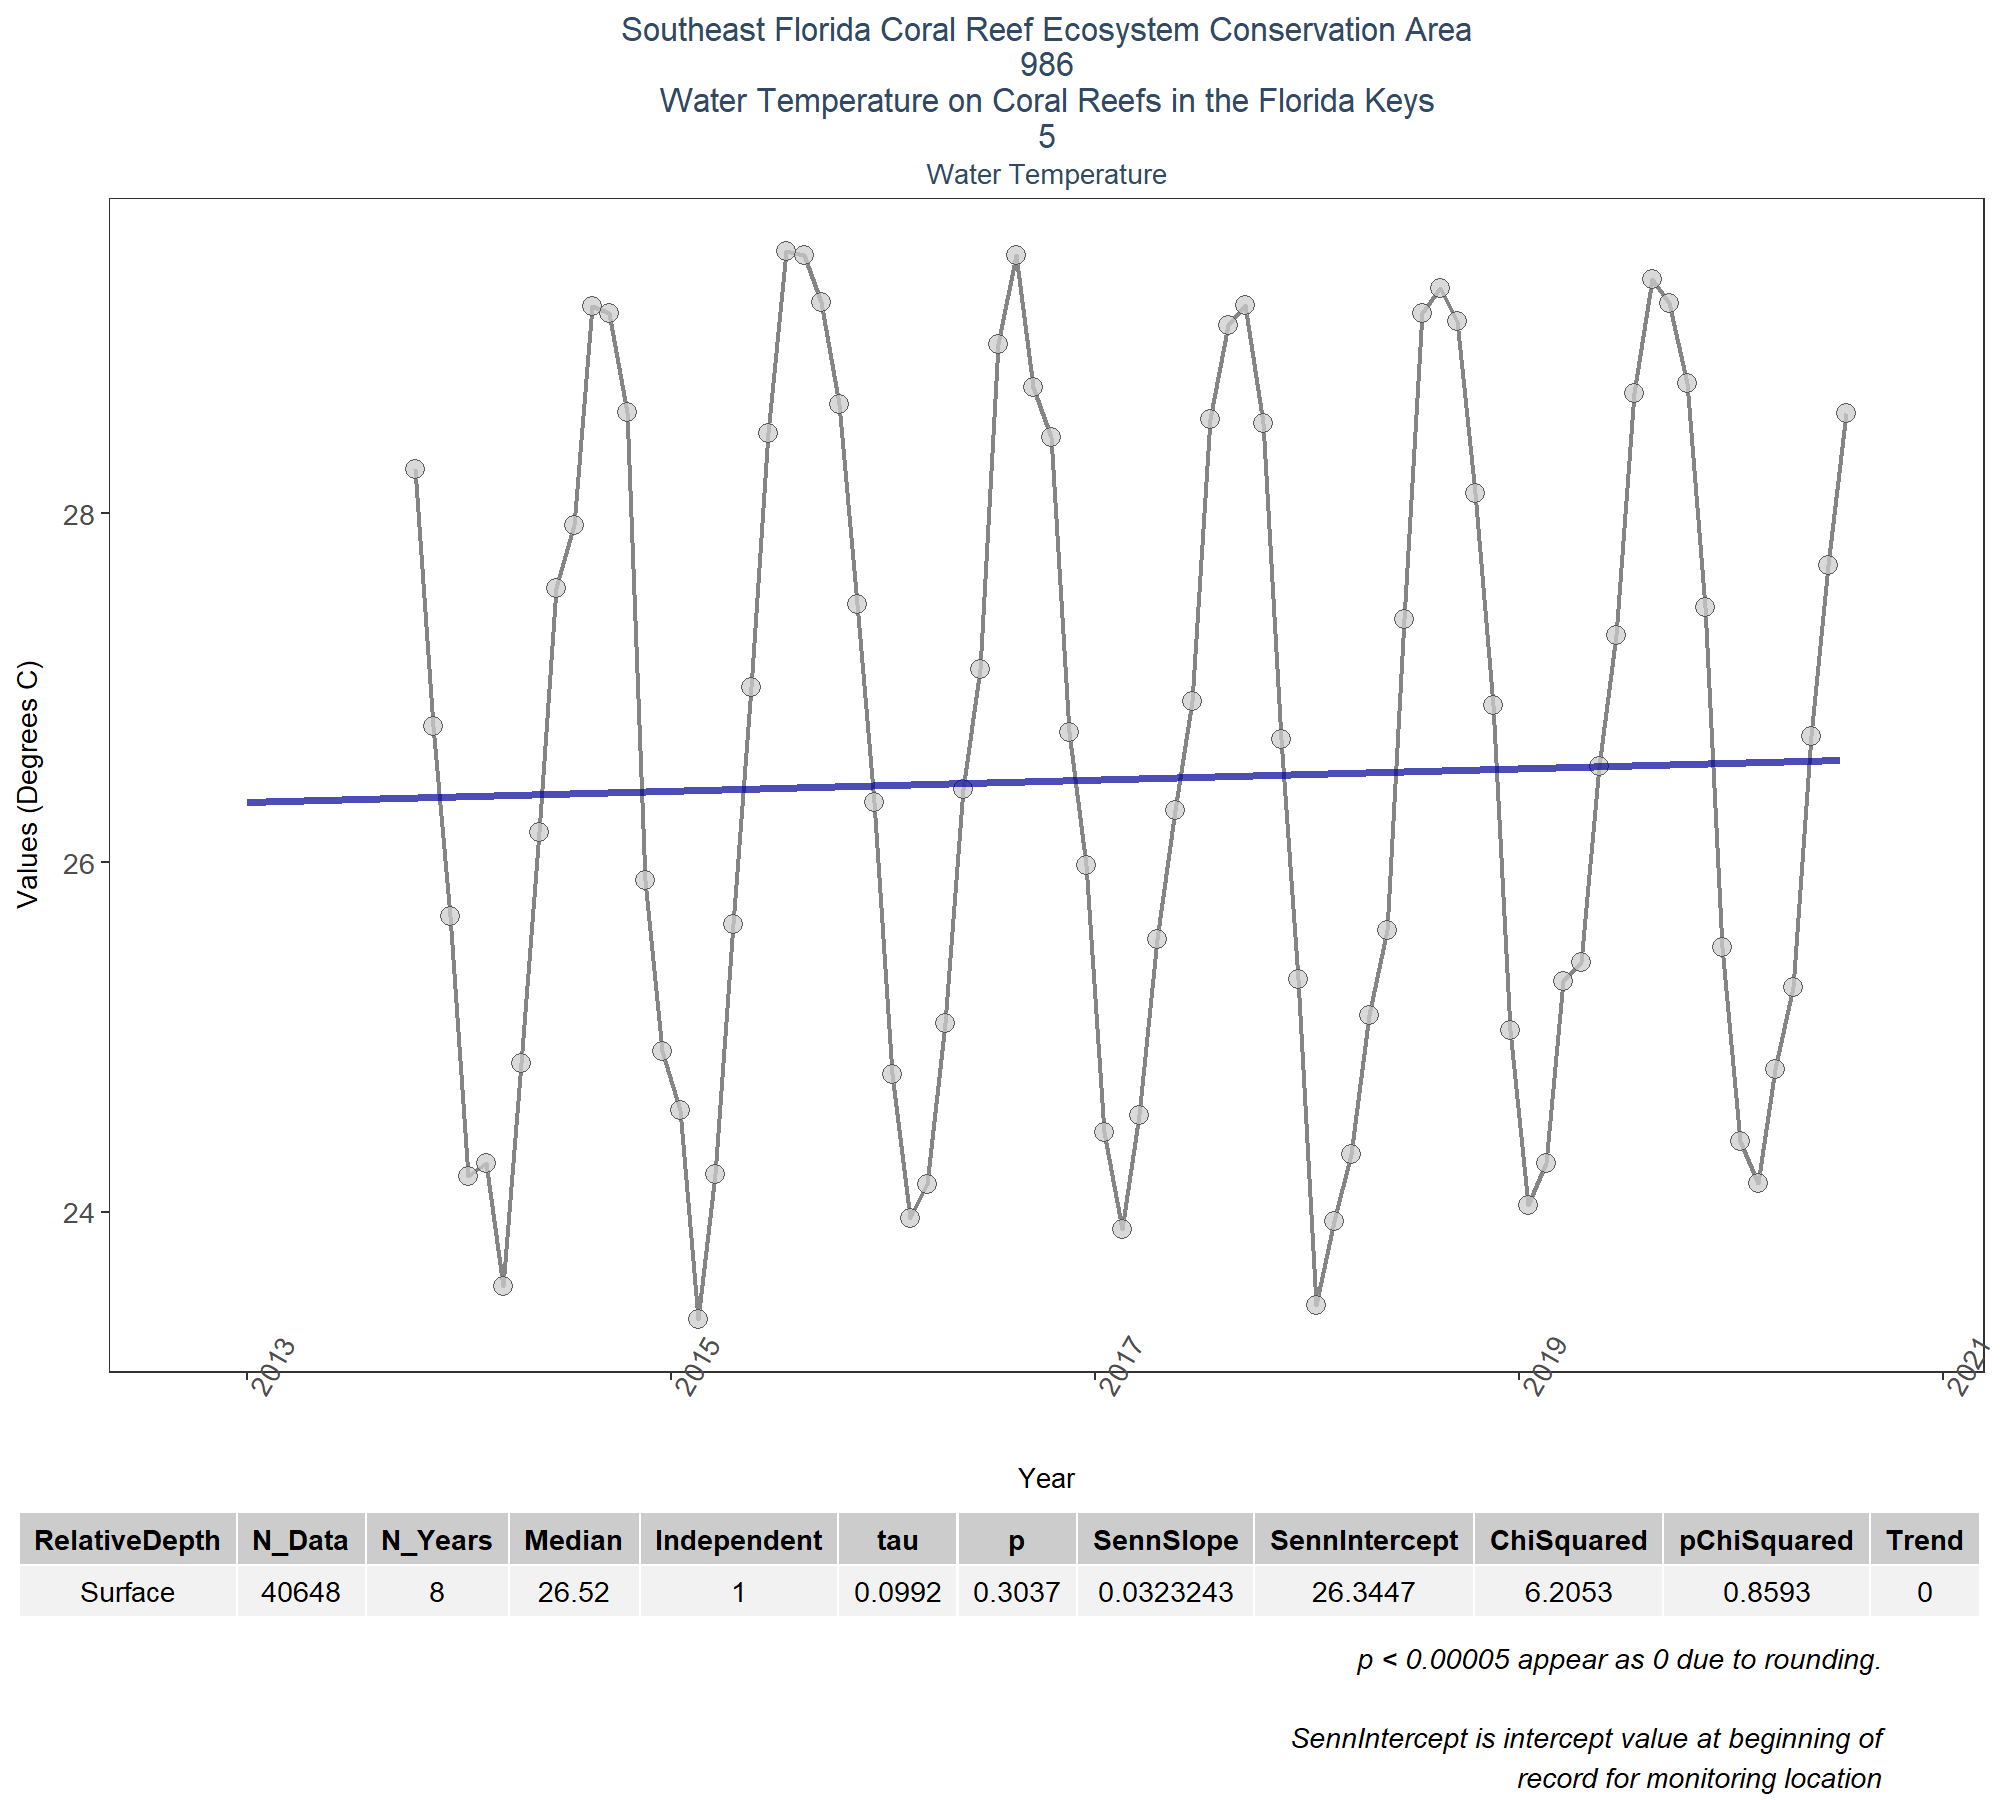 Southeast Florida Coral Reef Ecosystem Conservation Area
986
Water Temperature on Coral Reefs in the Florida Keys
5
Water Temperature
Values (Degrees C)
28
26
24
2013 2015 2017 2019 2021
Year
RelativeDepth N_Data N_Years Median Independent tau p SennSlope SennIntercept ChiSquared pChiSquared Trend
Surface 40648 8 26.52 1 0.0992 0.3037 0.0323243 26.3447 6.2053 0.8593 0
p < 0.00005 appear as 0 due to rounding.
SennIntercept is intercept value at beginning of
record for monitoring location